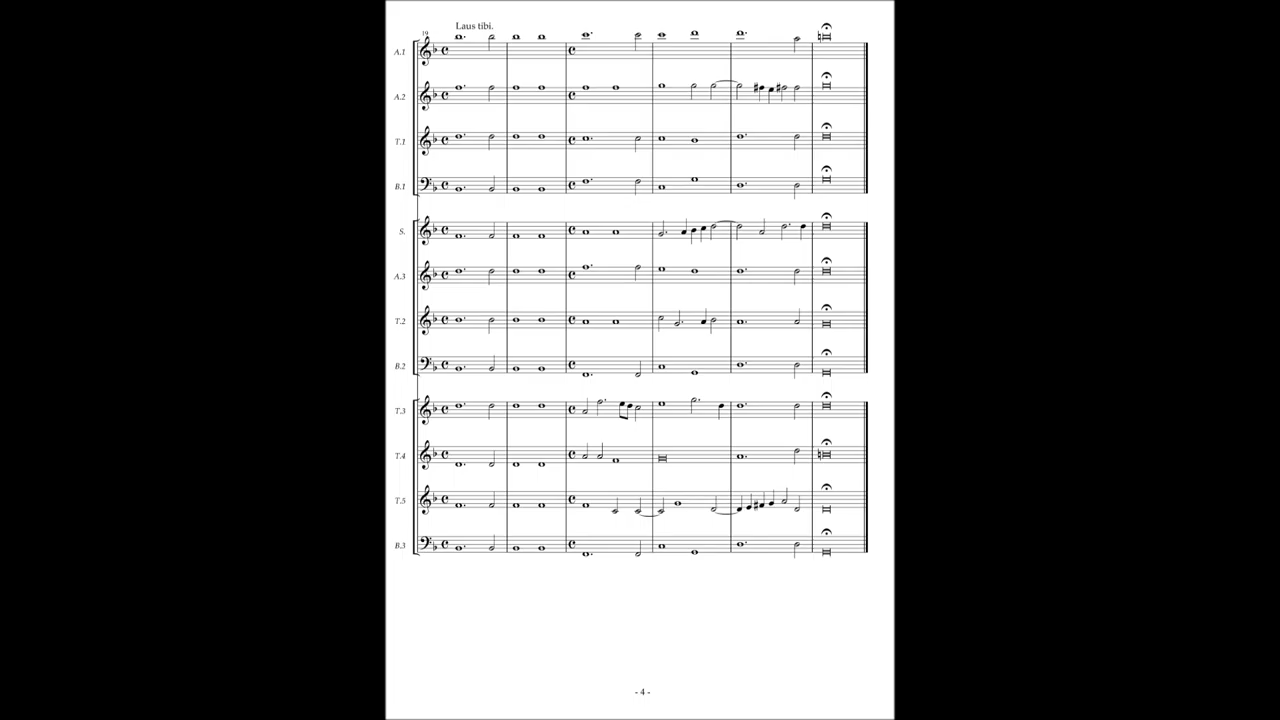 Laus tibi.
19
A.1
A.2
T.1
B.1
S.
A.3
T.2
B.2
T.3
T.4
T.5
B.3
- 4 -